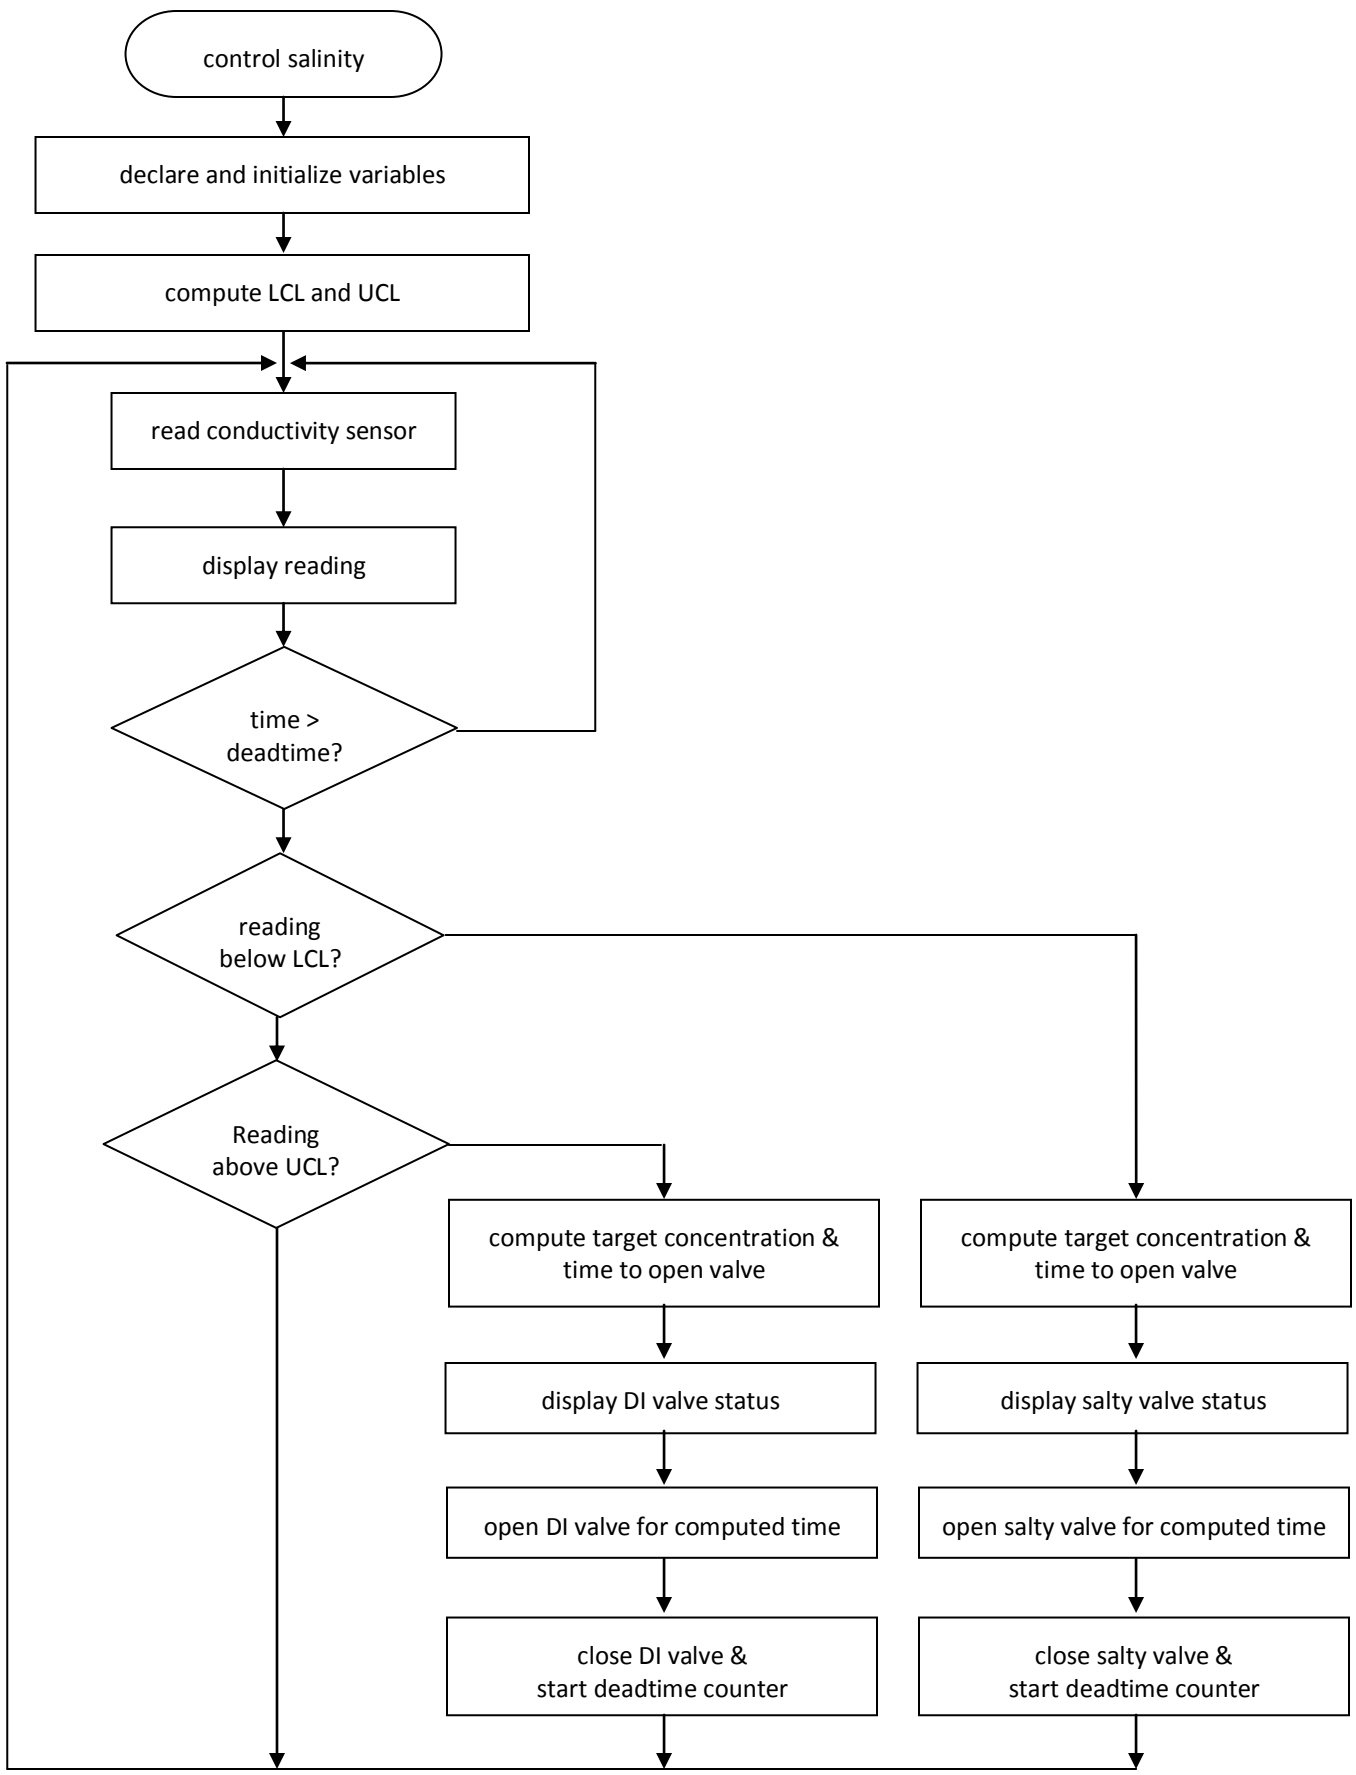 control salinity
declare and initialize variables
compute LCL and UCL
read conductivity sensor
display reading
time >
deadtime?
reading
below LCL?
Reading
above UCL?
compute target concentration &
time to open valve
display DI valve status
open DI valve for computed time
close DI valve &
start deadtime counter
compute target concentration &
time to open valve
display salty valve status
open salty valve for computed time
close salty valve &
start deadtime counter